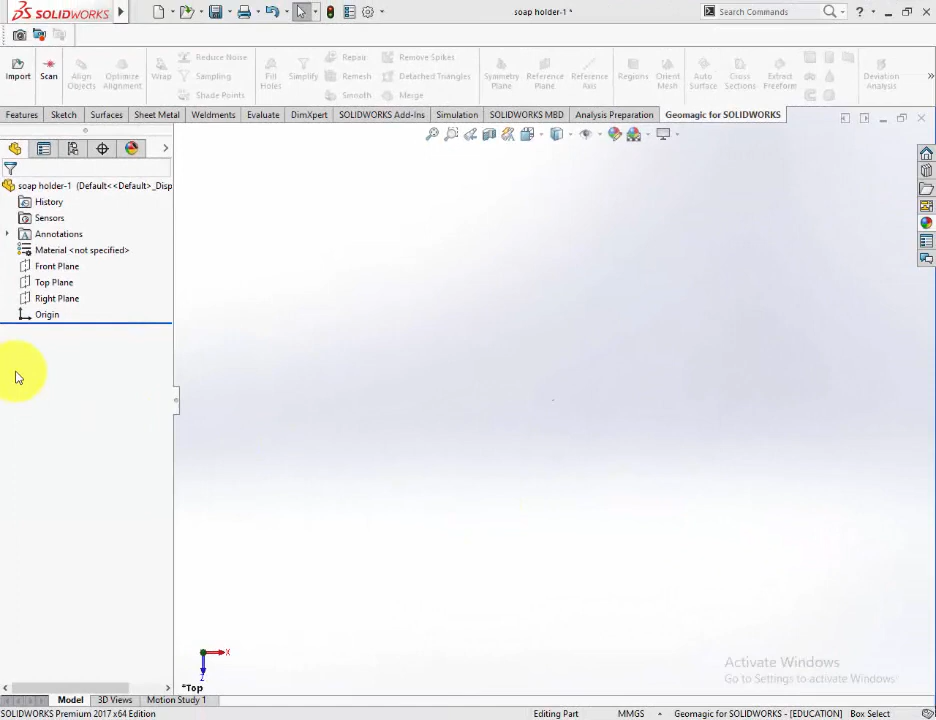 SOLIDWORKS
soap holder-1 *
Search Commands
?
Import
Scan
Align Objects
Optimize Alignment
Wrap
Reduce Noise
Sampling
Shade Points
Fill Holes
Simplify
Repair
Remesh
Smooth
Remove Spikes
Detached Triangles
Merge
Symmetry Plane
Reference Plane
Reference Axis
Regions
Orient Mesh
Auto Surface
Cross Sections
Extract Freeform
Deviation Analysis
Features
Sketch
Surfaces
Sheet Metal
Weldments
Evaluate
DimXpert
SOLIDWORKS Add-Ins
Simulation
SOLIDWORKS MBD
Analysis Preparation
Geomagic for SOLIDWORKS
soap holder-1 (Default<<Default>_Disp
History
Sensors
Annotations
Material <not specified>
Front Plane
Top Plane
Right Plane
Origin
X
Z
*Top
Activate Windows
Go to Settings to activate Windows
Model
3D Views
Motion Study 1
SOLIDWORKS Premium 2017 x64 Edition
Editing Part
MMGS
Geomagic for SOLIDWORKS - [EDUCATION]
Box Select